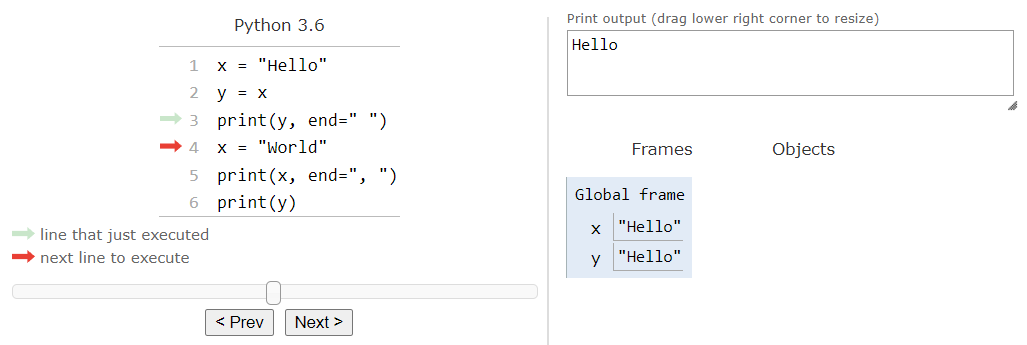 Python 3.6
1 x = "Hello"
2 y = x
3 print(y, end=" ")
4 x = "World"
5 print(x, end=", ")
6 print(y)
line that just executed
next line to execute
< Prev Next >
Print output (drag lower right corner to resize)
Hello
Frames Objects
Global frame
x "Hello"
y "Hello"